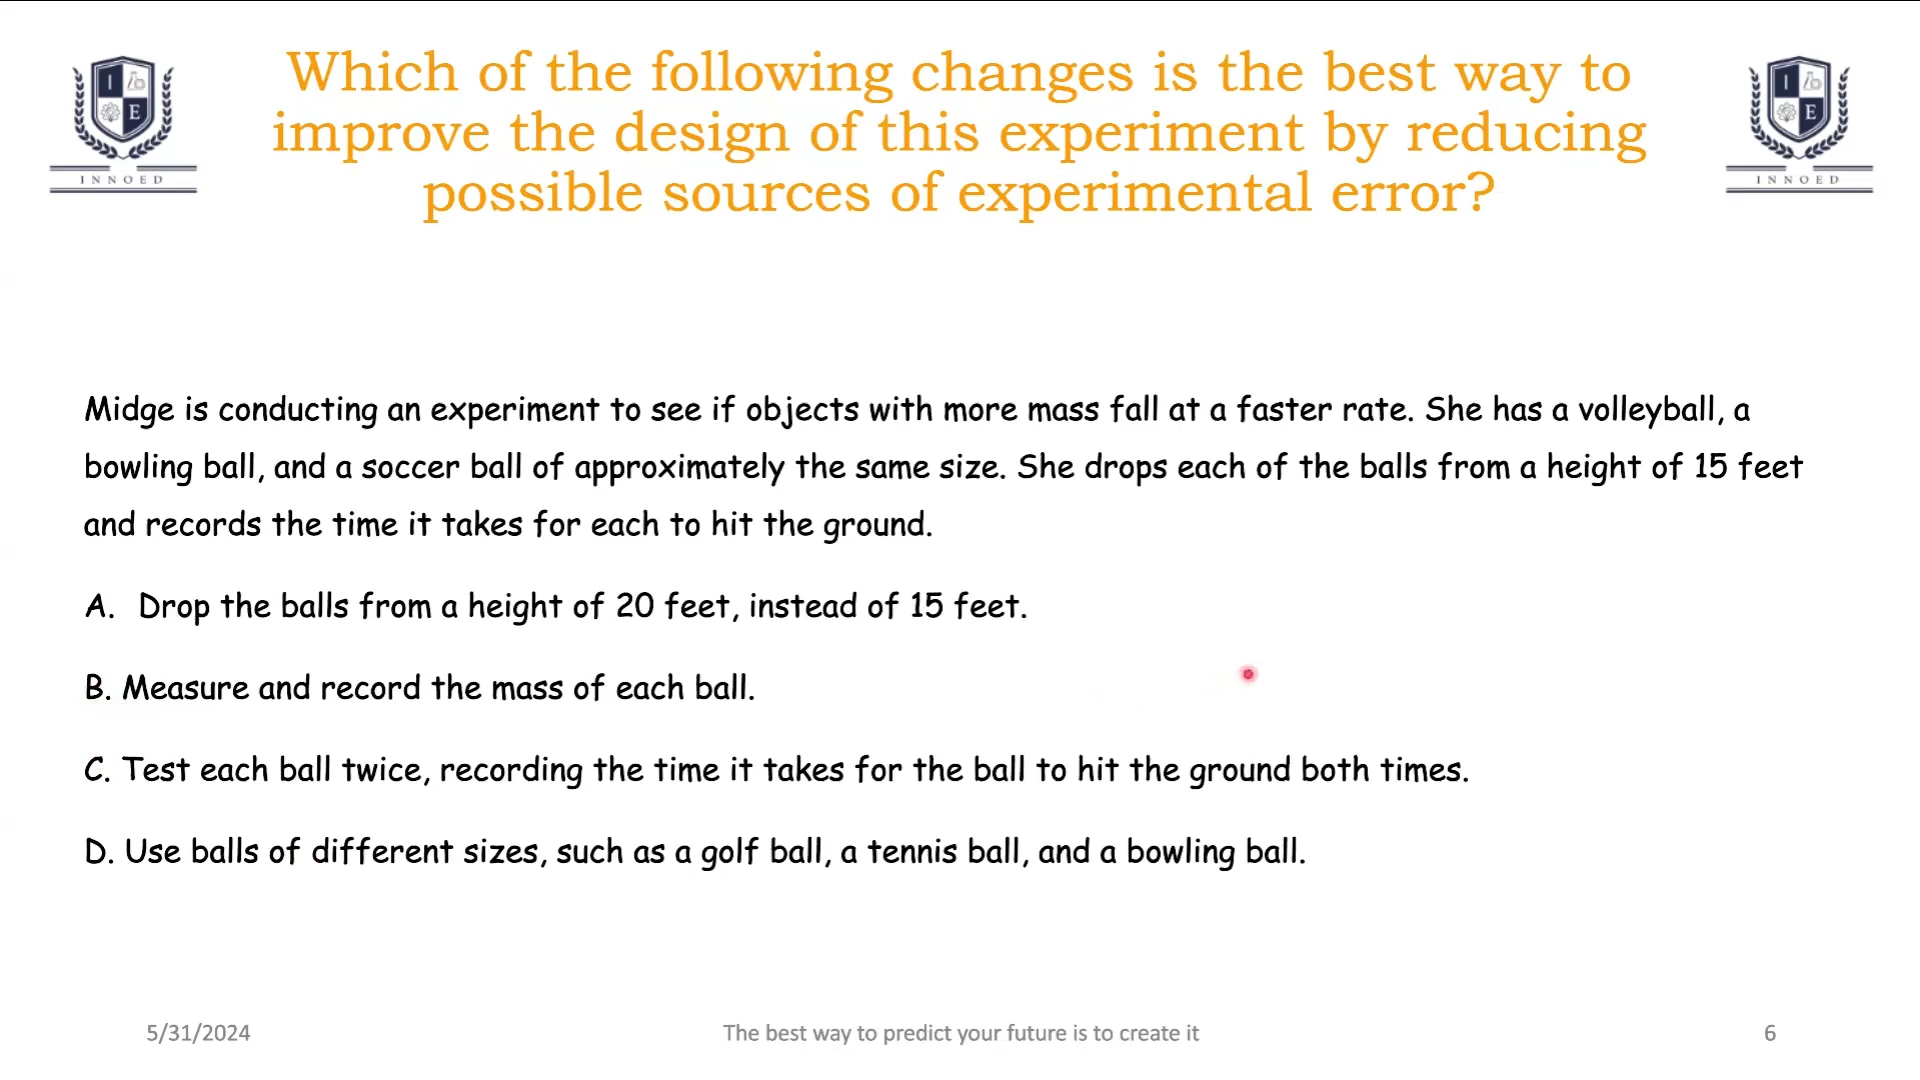 Which of the following changes is the best way to
improve the design of this experiment by reducing
possible sources of experimental error?
I
E
INNOED
I
E
INNOED
Midge is conducting an experiment to see if objects with more mass fall at a faster rate. She has a volleyball, a
bowling ball, and a soccer ball of approximately the same size. She drops each of the balls from a height of 15 feet
and records the time it takes for each to hit the ground.
A. Drop the balls from a height of 20 feet, instead of 15 feet.
B. Measure and record the mass of each ball.
C. Test each ball twice, recording the time it takes for the ball to hit the ground both times.
D. Use balls of different sizes, such as a golf ball, a tennis ball, and a bowling ball.
5/31/2024
The best way to predict your future is to create it
6